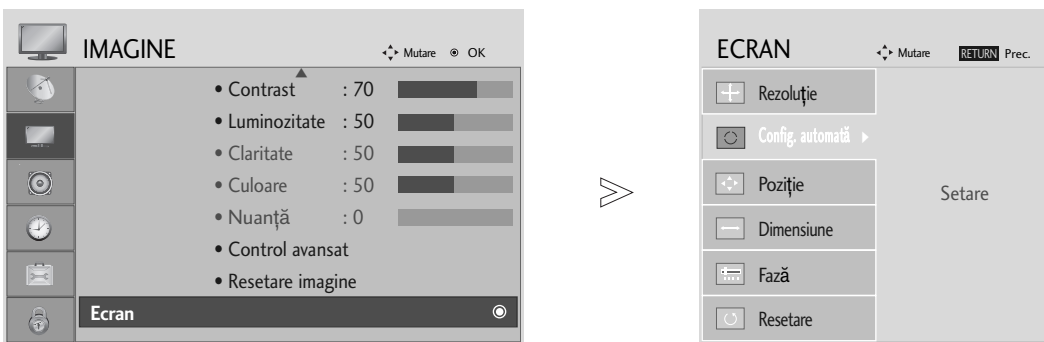 IMAGINE
Mutare OK
• Contrast : 70
• Luminozitate : 50
• Claritate : 50
• Culoare : 50
• Nuanță : 0
• Control avansat
• Resetare imagine
Ecran
ECRAN
Mutare RETURN Prec.
Rezoluție
Config. automată
Poziție
Dimensiune
Fază
Resetare
Setare